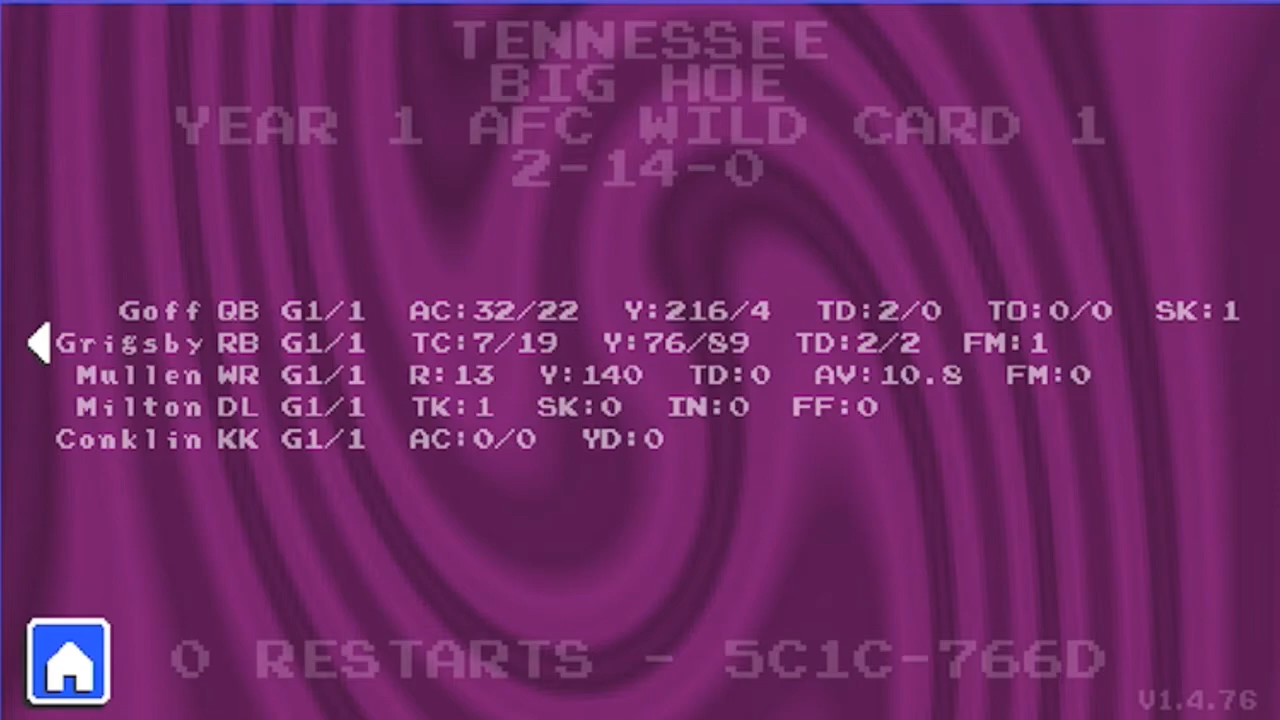 TENNESSEE
BIG HOE
YEAR 1 AFC WILD CARD 1
2-14-0
Goff QB G1/1 AC:32/22 Y:216/4 TD:2/0 TO:0/0 SK:1
Grigsby RB G1/1 TC:7/19 Y:76/89 TD:2/2 FM:1
Mullen WR G1/1 R:13 Y:140 TD:0 AV:10.8 FM:0
Milton DL G1/1 TK:1 SK:0 IN:0 FF:0
Conklin KK G1/1 AC:0/0 YD:0
0 RESTARTS - 5C1C-766D
V1.4.76